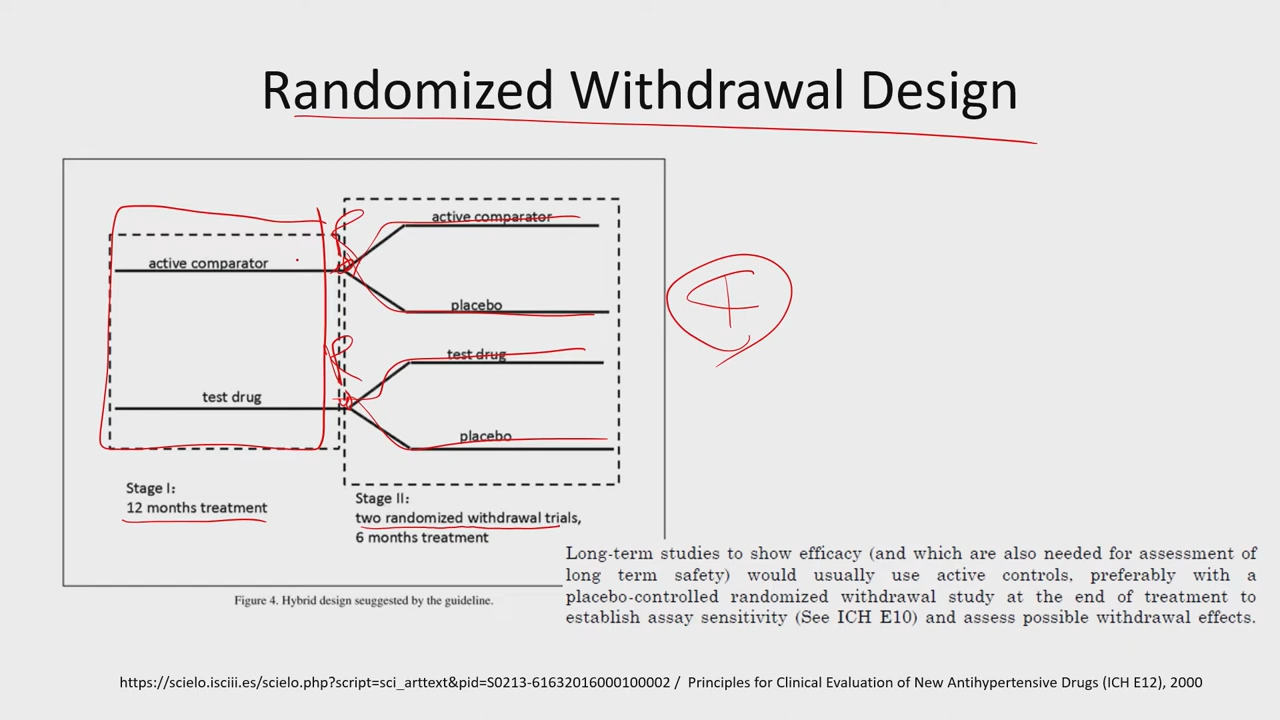 Randomized Withdrawal Design
active comparator
test drug
active comparator
placebo
test drug
placebo
R
R
Stage I:
12 months treatment
Stage II:
two randomized withdrawal trials,
6 months treatment
Figure 4. Hybrid design seuggested by the guideline.
Long-term studies to show efficacy (and which are also needed for assessment of
long term safety) would usually use active controls, preferably with a
placebo-controlled randomized withdrawal study at the end of treatment to
establish assay sensitivity (See ICH E10) and assess possible withdrawal effects.
https://scielo.isciii.es/scielo.php?script=sci_arttext&pid=S0213-61632016000100002 / Principles for Clinical Evaluation of New Antihypertensive Drugs (ICH E12), 2000